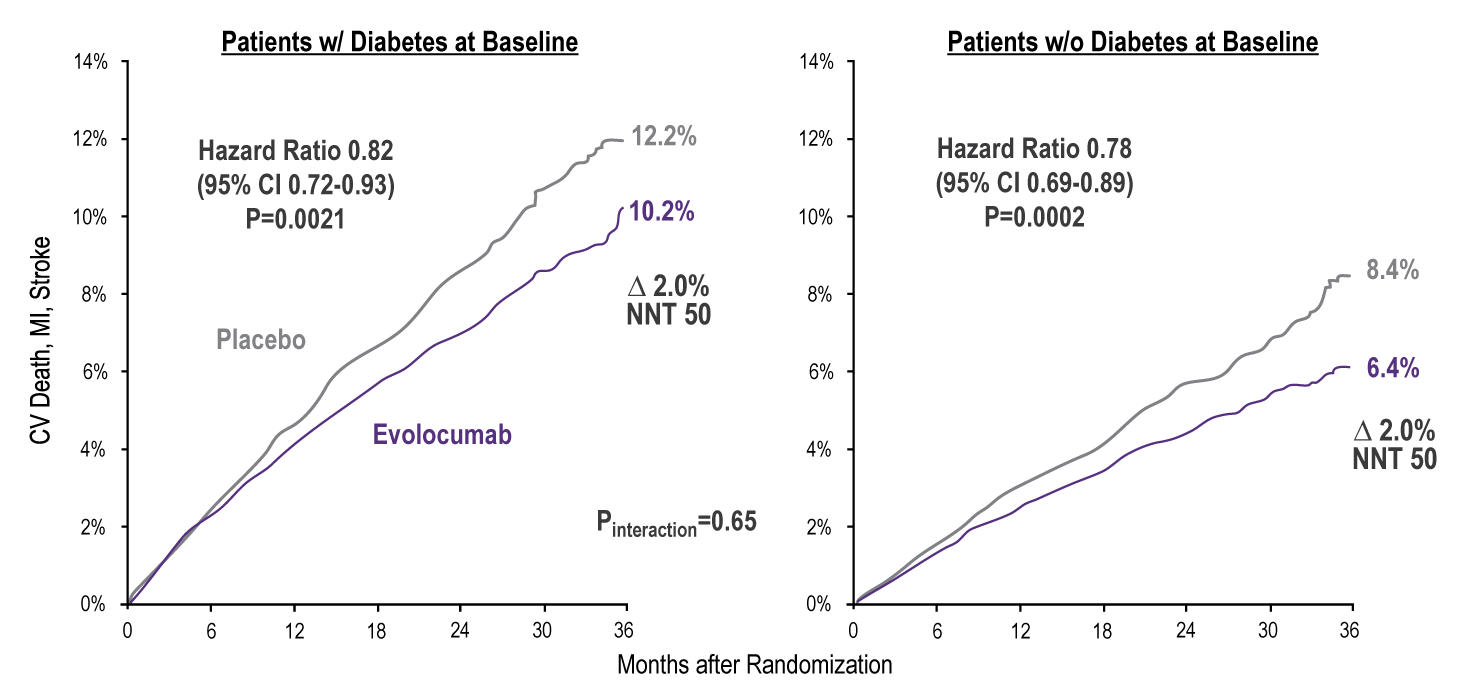 Patients w/ Diabetes at Baseline
14%
12%
10%
8%
6%
4%
2%
0%
CV Death, MI, Stroke
Hazard Ratio 0.82
(95% CI 0.72-0.93)
P=0.0021
12.2%
10.2%
Δ 2.0%
NNT 50
Placebo
Evolocumab
Pinteraction=0.65
0 6 12 18 24 30 36
Patients w/o Diabetes at Baseline
14%
12%
10%
8%
6%
4%
2%
0%
Hazard Ratio 0.78
(95% CI 0.69-0.89)
P=0.0002
8.4%
6.4%
Δ 2.0%
NNT 50
0 6 12 18 24 30 36
Months after Randomization